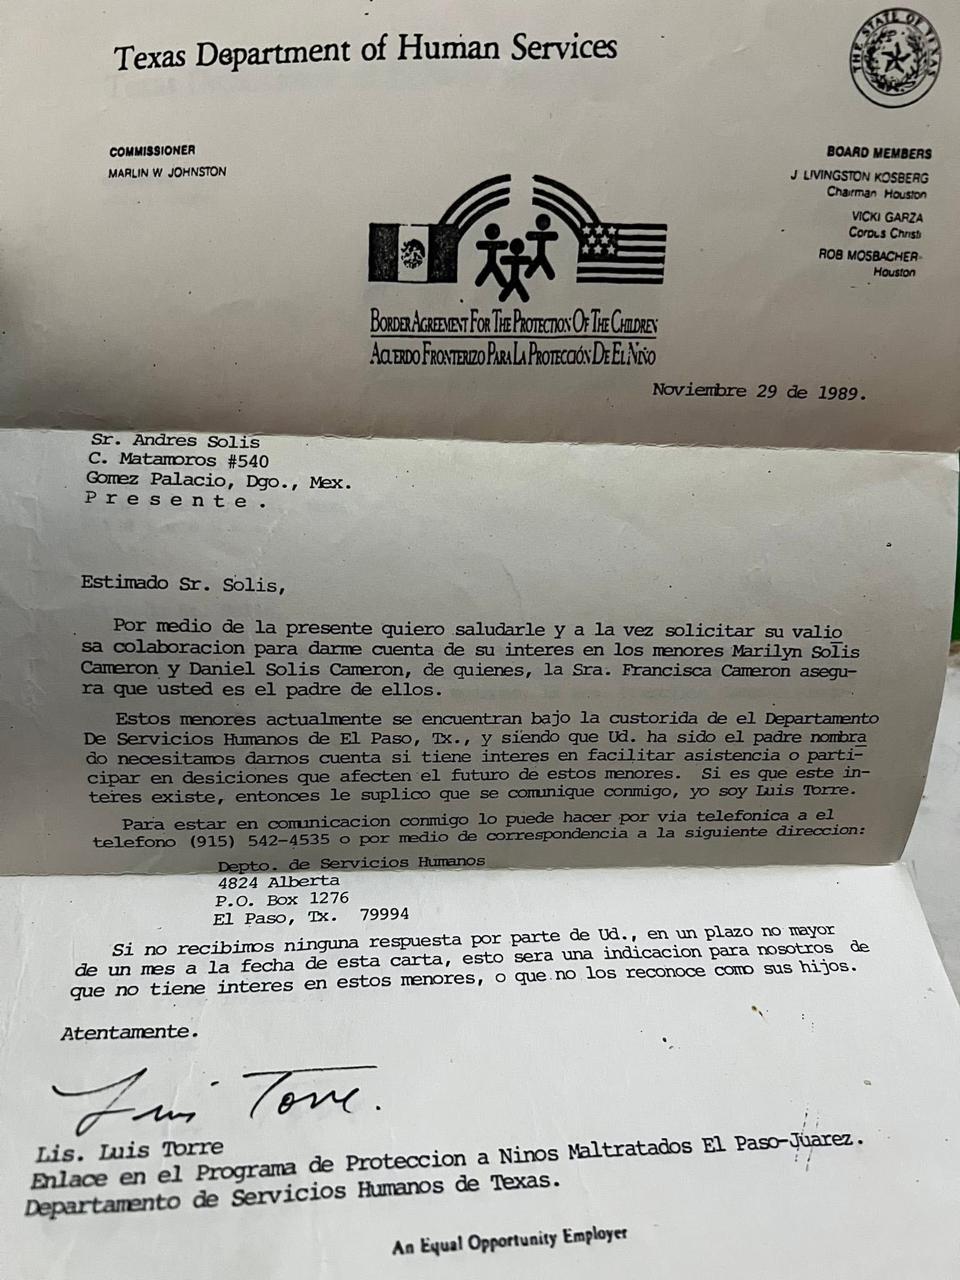 Texas Department of Human Services
THE STATE OF TEXAS
COMMISSIONER
MARLIN W JOHNSTON
BOARD MEMBERS
J LIVINGSTON KOSBERG
Chairman Houston
VICKI GARZA
Corpus Christi
ROB MOSBACHER
Houston
BORDER AGREEMENT FOR THE PROTECTION OF THE CHILDREN
ACUERDO FRONTERIZO PARA LA PROTECCIÓN DE EL NIÑO
Noviembre 29 de 1989.
Sr. Andres Solis
C. Matamoros #540
Gomez Palacio, Dgo., Mex.
P r e s e n t e .
Estimado Sr. Solis,
Por medio de la presente quiero saludarle y a la vez solicitar su valio
sa colaboracion para darme cuenta de su interes en los menores Marilyn Solis
Cameron y Daniel Solis Cameron, de quienes, la Sra. Francisca Cameron asegu-
ra que usted es el padre de ellos.
Estos menores actualmente se encuentran bajo la custorida de el Departamento
De Servicios Humanos de El Paso, Tx., y siendo que Ud. ha sido el padre nombra
do necesitamos darnos cuenta si tiene interes en facilitar asistencia o parti-
cipar en desiciones que afecten el futuro de estos menores. Si es que este in-
teres existe, entonces le suplico que se comunique conmigo, yo soy Luis Torre.
Para estar en comunicacion conmigo lo puede hacer por via telefonica a el
telefono (915) 542-4535 o por medio de correspondencia a la siguiente direccion:
Depto. de Servicios Humanos
4824 Alberta
P.O. Box 1276
El Paso, Tx. 79994
Si no recibimos ninguna respuesta por parte de Ud., en un plazo no mayor
de un mes a la fecha de esta carta, esto sera una indicacion para nosotros de
que no tiene interes en estos menores, o que no los reconoce como sus hijos.
Atentamente.
Luis Torre.
Lis. Luis Torre
Enlace en el Programa de Proteccion a Ninos Maltratados El Paso-Juarez.
Departamento de Servicios Humanos de Texas.
An Equal Opportunity Employer